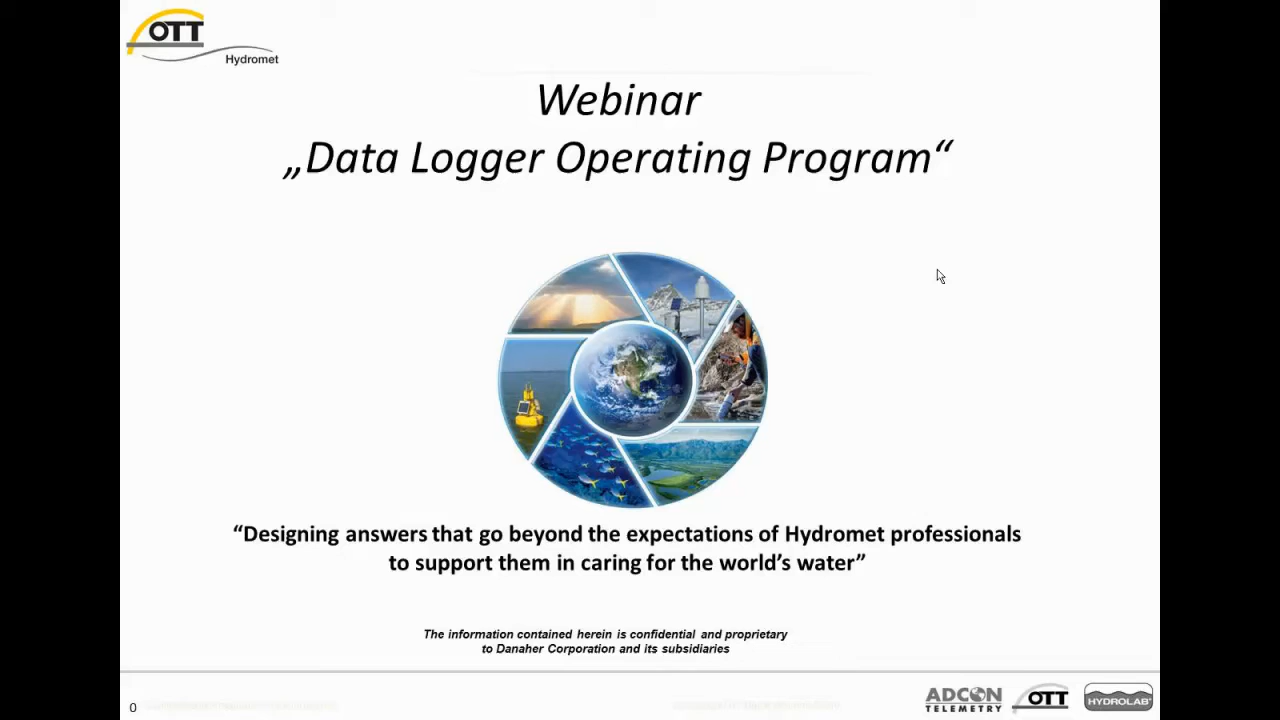 OTT
Hydromet
Webinar
„Data Logger Operating Program“
“Designing answers that go beyond the expectations of Hydromet professionals
to support them in caring for the world’s water”
The information contained herein is confidential and proprietary
to Danaher Corporation and its subsidiaries
0
ADCON
TELEMETRY
OTT
HYDROLAB